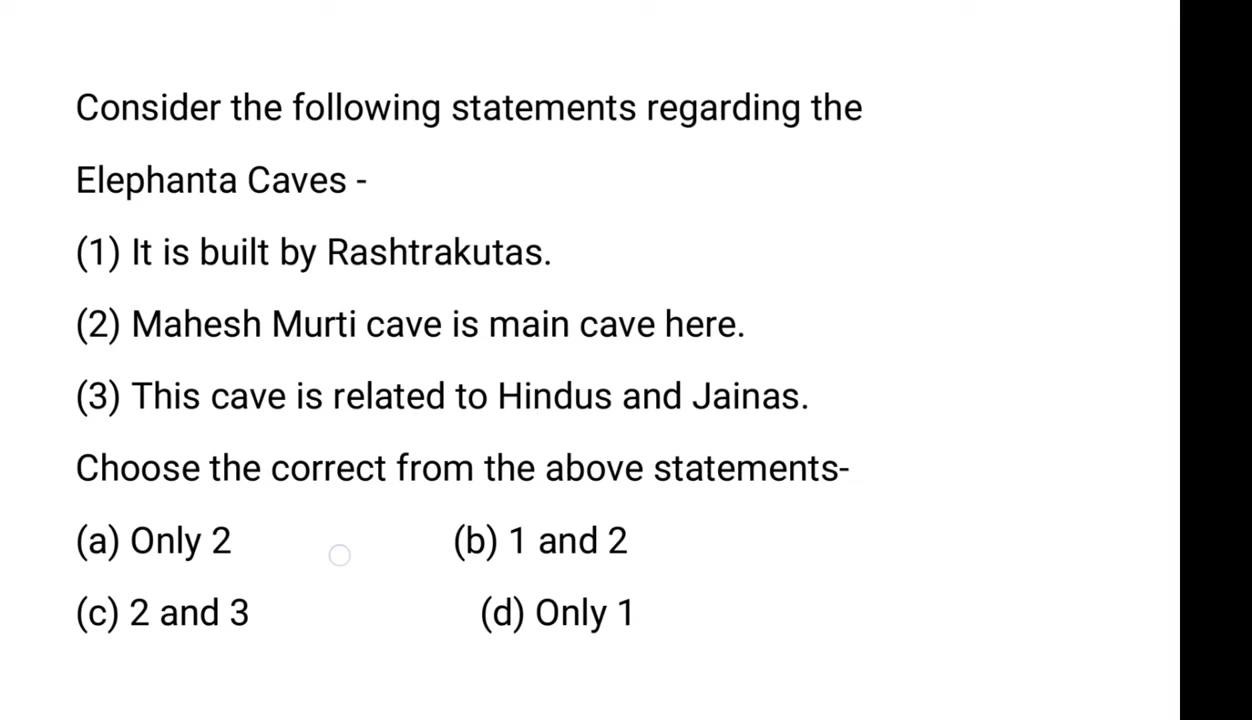 Consider the following statements regarding the
Elephanta Caves -
(1) It is built by Rashtrakutas.
(2) Mahesh Murti cave is main cave here.
(3) This cave is related to Hindus and Jainas.
Choose the correct from the above statements-
(a) Only 2 (b) 1 and 2
(c) 2 and 3 (d) Only 1